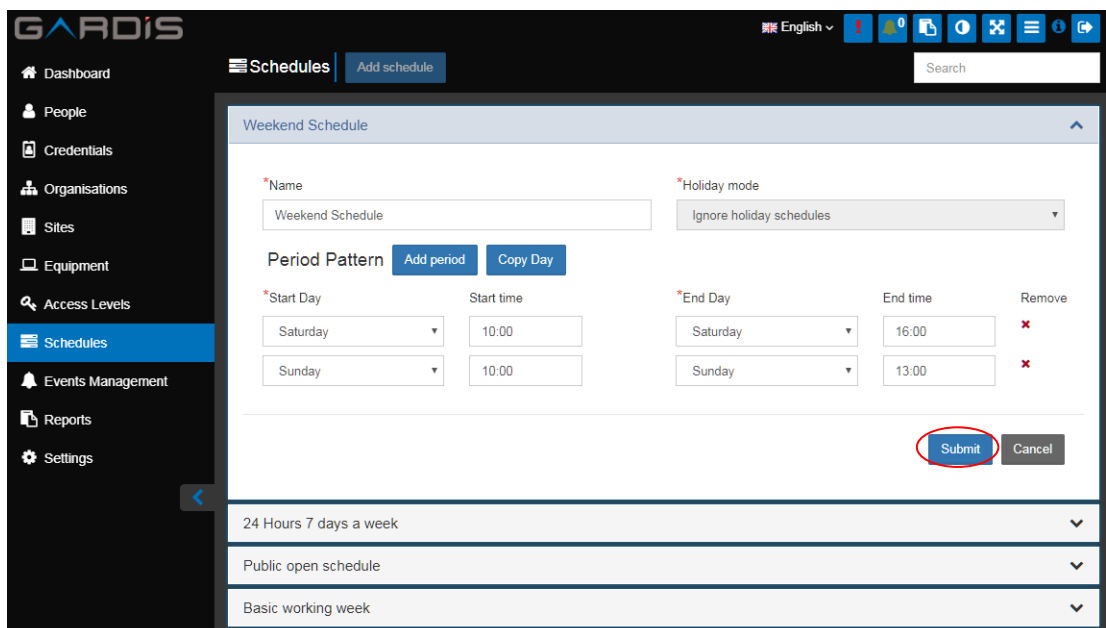 GARDiS
English
0
Dashboard
People
Credentials
Organisations
Sites
Equipment
Access Levels
Schedules
Events Management
Reports
Settings
Schedules
Add schedule
Search
Weekend Schedule
*Name
*Holiday mode
Weekend Schedule
Ignore holiday schedules
Period Pattern
Add period
Copy Day
*Start Day
Start time
*End Day
End time
Remove
Saturday
10:00
Saturday
16:00
Sunday
10:00
Sunday
13:00
Submit
Cancel
24 Hours 7 days a week
Public open schedule
Basic working week